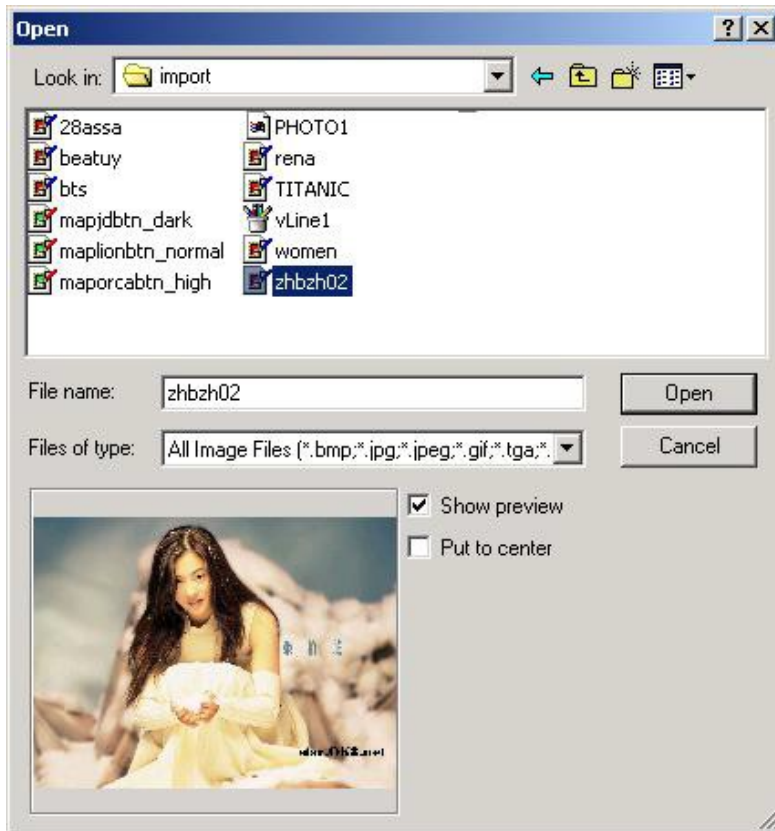 Open
Look in: import
28assa
beatuy
bts
mapjdbtn_dark
maplionbtn_normal
maporcabtn_high
PHOTO1
rena
TITANIC
vLine1
women
zhbzh02
File name: zhbzh02 Open
Files of type: All Image Files (*.bmp;*.jpg;*.jpeg;*.gif;*.tga;*. Cancel
Show preview
Put to center